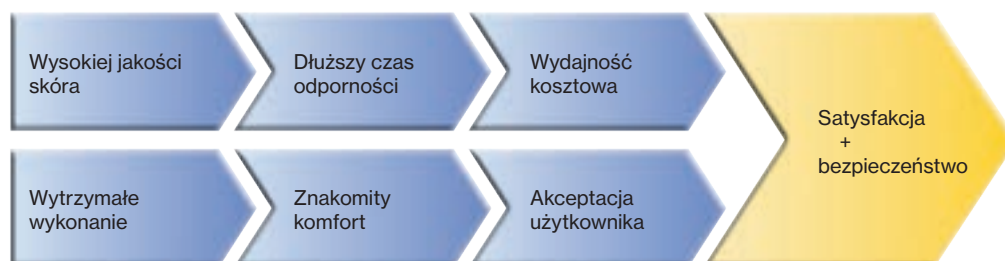 Wysokiej jakości
skóra
Dłuższy czas
odporności
Wydajność
kosztowa
Wytrzymałe
wykonanie
Znakomity
komfort
Akceptacja
użytkownika
Satysfakcja
+
bezpieczeństwo